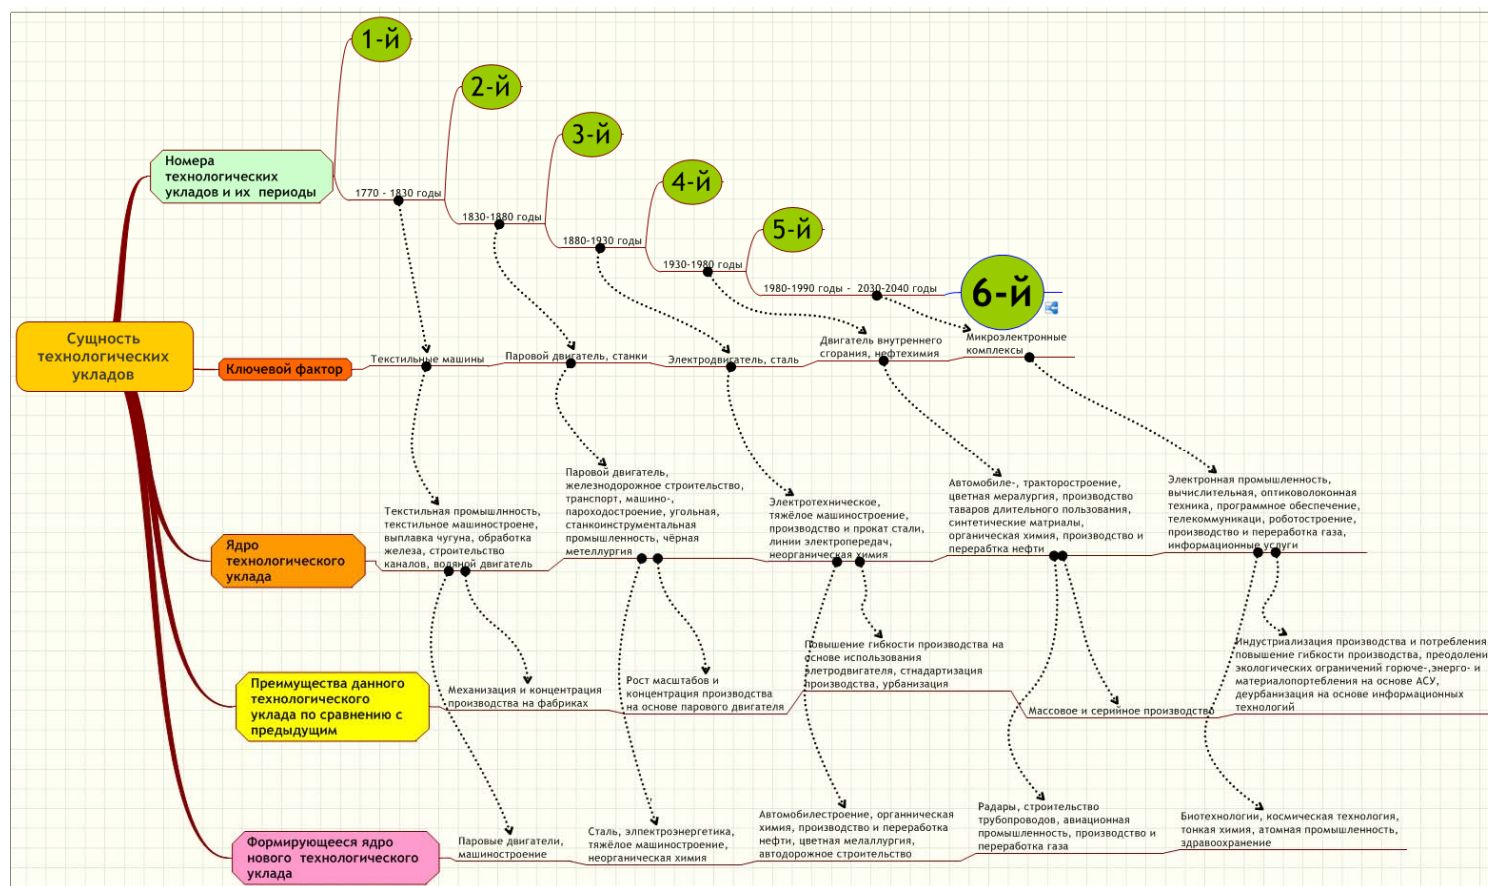 1-й
2-й
3-й
4-й
5-й
6-й
Номера
технологических
укладов и их периоды
1770 - 1830 годы
1830-1880 годы
1880-1930 годы
1930-1980 годы
1980-1990 годы - 2030-2040 годы
Сущность
технологических
укладов
Ключевой фактор
Текстильные машины
Паровой двигатель, станки
Электродвигатель, сталь
Двигатель внутреннего
сгорания, нефтехимия
Микроэлектронные
комплексы
Ядро
технологического
уклада
Текстильная промышлнность,
текстильное машиностроене,
выплавка чугуна, обработка
железа, строительство
каналов, водяной двигатель
Паровой двигатель,
железнодорожное строительство,
транспорт, машино-,
пароходостроение, угольная,
станкоинструментальная
промышленность, чёрная
метеллургия
Электротехническое,
тяжёлое машиностроение,
производство и прокат стали,
линии электропередач,
неорганическая химия
Автомобиле-, тракторостроение,
цветная мералургия, производство
таваров длительного пользования,
синтетические матриалы,
органическая химия, производство и
перерабтка нефти
Электронная промышленность,
вычислительная, оптиковолоконная
техника, программное обеспечение,
телекоммуникаци, роботостроение,
производство и переработка газа,
информационные услуги
Преимущества данного
технологического
уклада по сравнению с
предыдущим
Механизация и концентрация
производства на фабриках
Рост масштабов и
концентрация производства
на основе парового двигателя
Повышение гибкости производства на
основе использования
элетродвигателя, стнадартизация
производства, урбанизация
Массовое и серийное производство
Индустриализация производства и потребления
повышение гибкости производства, преодолени
экологических ограничений горюче-,энерго- и
материалопортебления на основе АСУ,
деурбанизация на основе информационных
технологий
Формирующееся ядро
нового технологического
уклада
Паровые двигатели,
машиностроение
Сталь, элпектроэнергетика,
тяжёлое машиностроение,
неорганическая химия
Автомобилестроение, органническая
химия, производство и переработка
нефти, цветная мелаллургия,
автодорожное строительство
Радары, строительство
трубопроводов, авиационная
промышленность, производство и
переработка газа
Биотехнологии, космическая технология,
тонкая химия, атомная промышленность,
здравоохранение